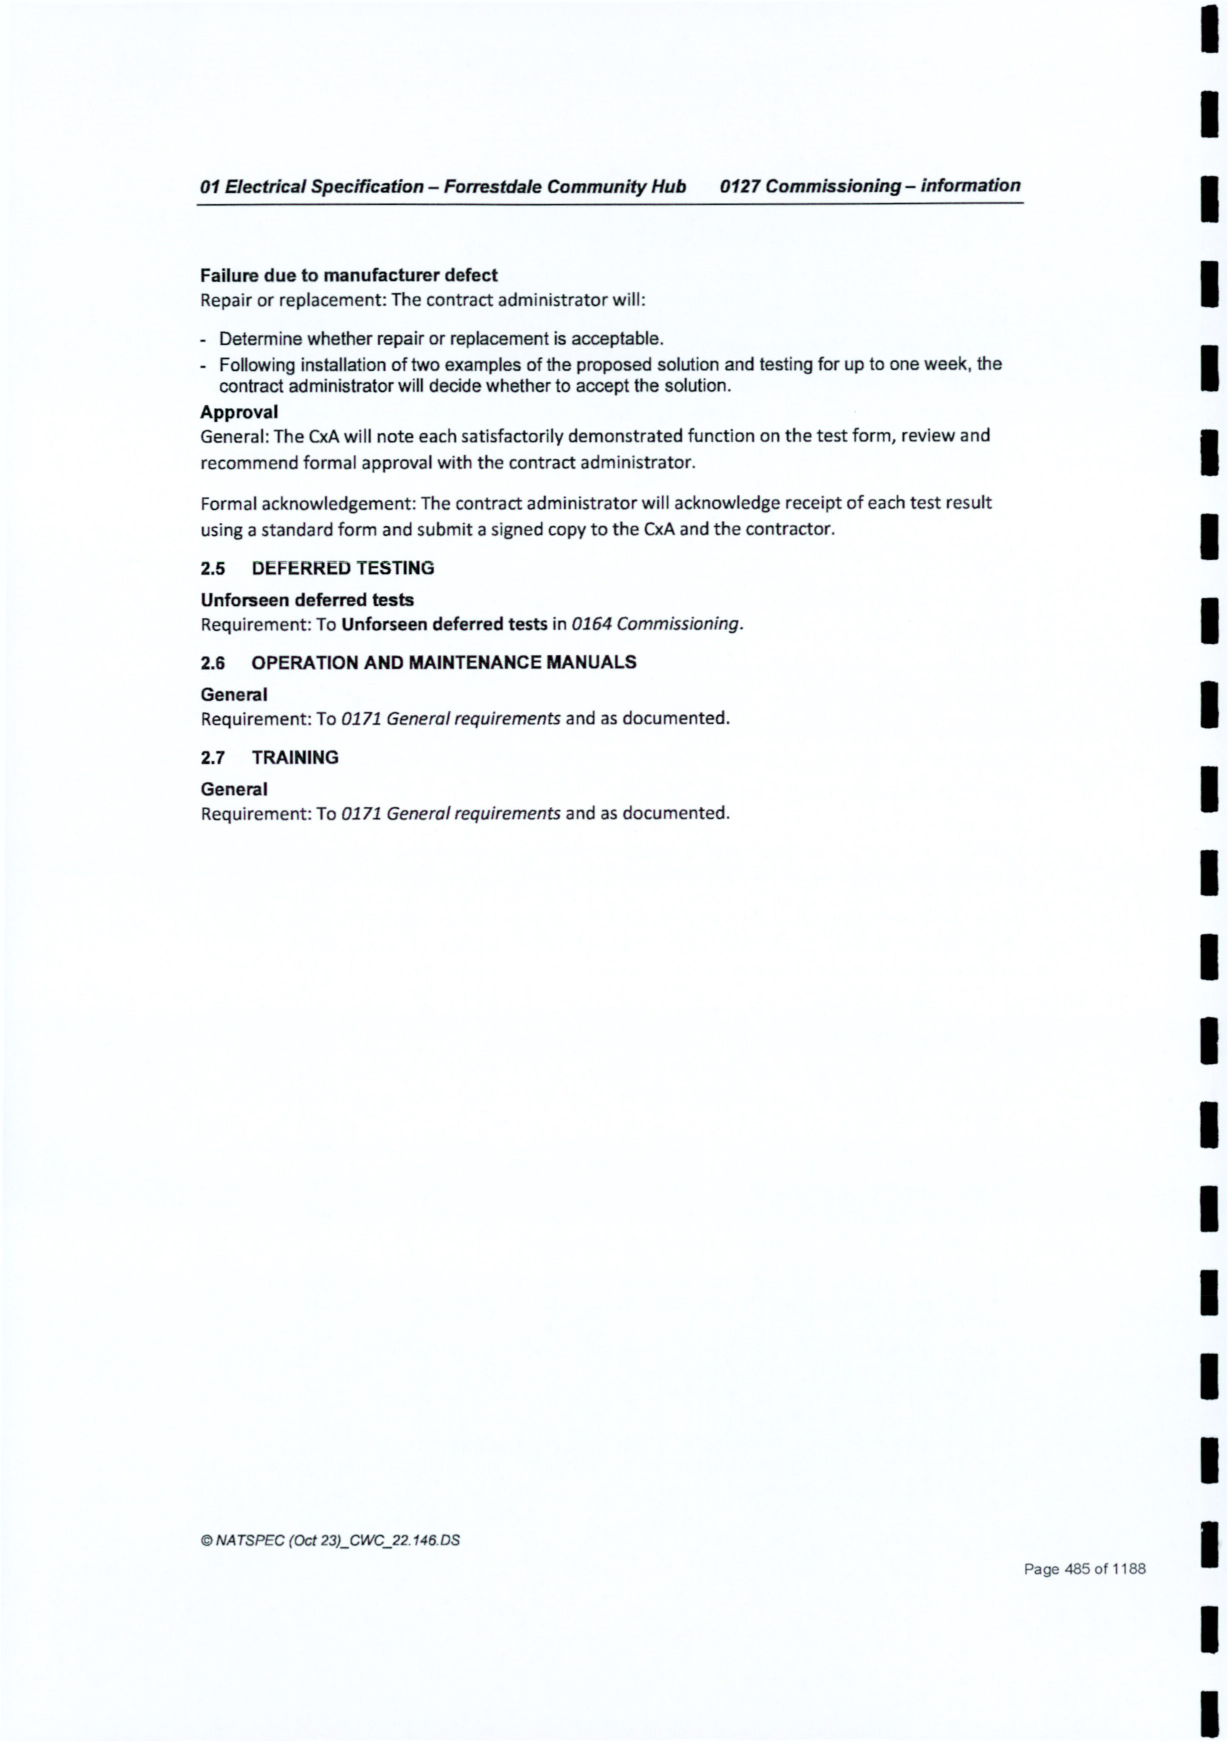 01 Electrical Specification – Forrestdale Community Hub 0127 Commissioning – information
Failure due to manufacturer defect
Repair or replacement: The contract administrator will:
- Determine whether repair or replacement is acceptable.
- Following installation of two examples of the proposed solution and testing for up to one week, the
contract administrator will decide whether to accept the solution.
Approval
General: The CxA will note each satisfactorily demonstrated function on the test form, review and
recommend formal approval with the contract administrator.
Formal acknowledgement: The contract administrator will acknowledge receipt of each test result
using a standard form and submit a signed copy to the CxA and the contractor.
2.5 DEFERRED TESTING
Unforseen deferred tests
Requirement: To Unforseen deferred tests in 0164 Commissioning.
2.6 OPERATION AND MAINTENANCE MANUALS
General
Requirement: To 0171 General requirements and as documented.
2.7 TRAINING
General
Requirement: To 0171 General requirements and as documented.
© NATSPEC (Oct 23)_CWC_22.146.DS
Page 485 of 1188